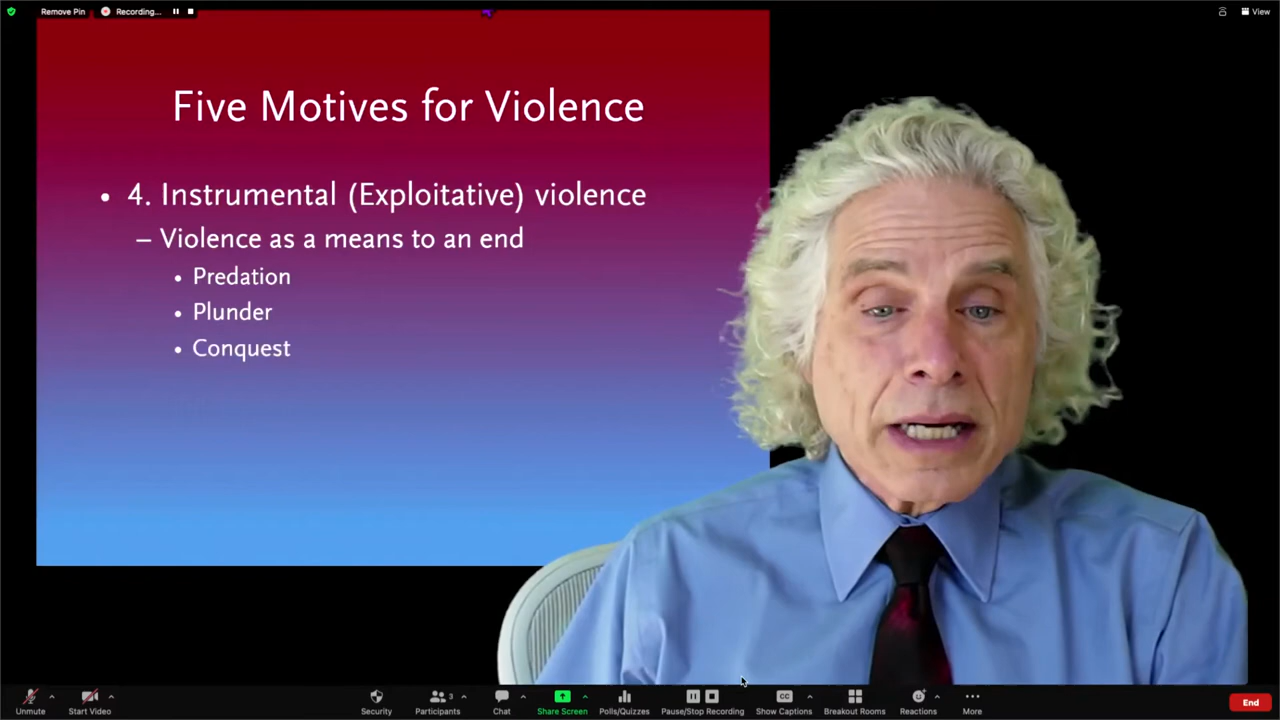 Remove Pin
Recording...
View
Five Motives for Violence
• 4. Instrumental (Exploitative) violence
– Violence as a means to an end
• Predation
• Plunder
• Conquest
Unmute
Start Video
Security
Participants
3
Chat
Share Screen
Polls/Quizzes
Pause/Stop Recording
CC
Show Captions
Breakout Rooms
Reactions
More
End